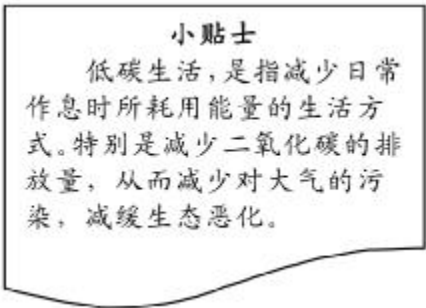 小贴士
低碳生活，是指减少日常
作息时所耗用能量的生活方
式。特别是减少二氧化碳的排
放量，从而减少对大气的污
染，减缓生态恶化。